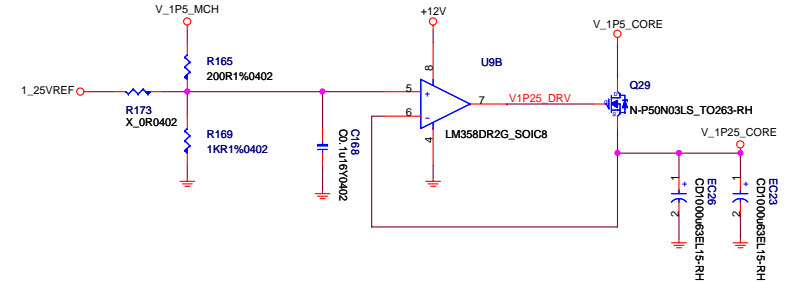 V_1P5_MCH
+12V
V_1P5_CORE
R165
200R1%0402
U9B
8
Q29
1_25VREF
5
+
V1P25_DRV
7
N-P50N03LS_TO263-RH
R173
X_0R0402
6
-
LM358DR2G_SOIC8
4
V_1P25_CORE
R169
1KR1%0402
C168
C0.1u16Y0402
1
+
2
EC26
CD1000u63EL15-RH
1
+
2
EC23
CD1000u63EL15-RH